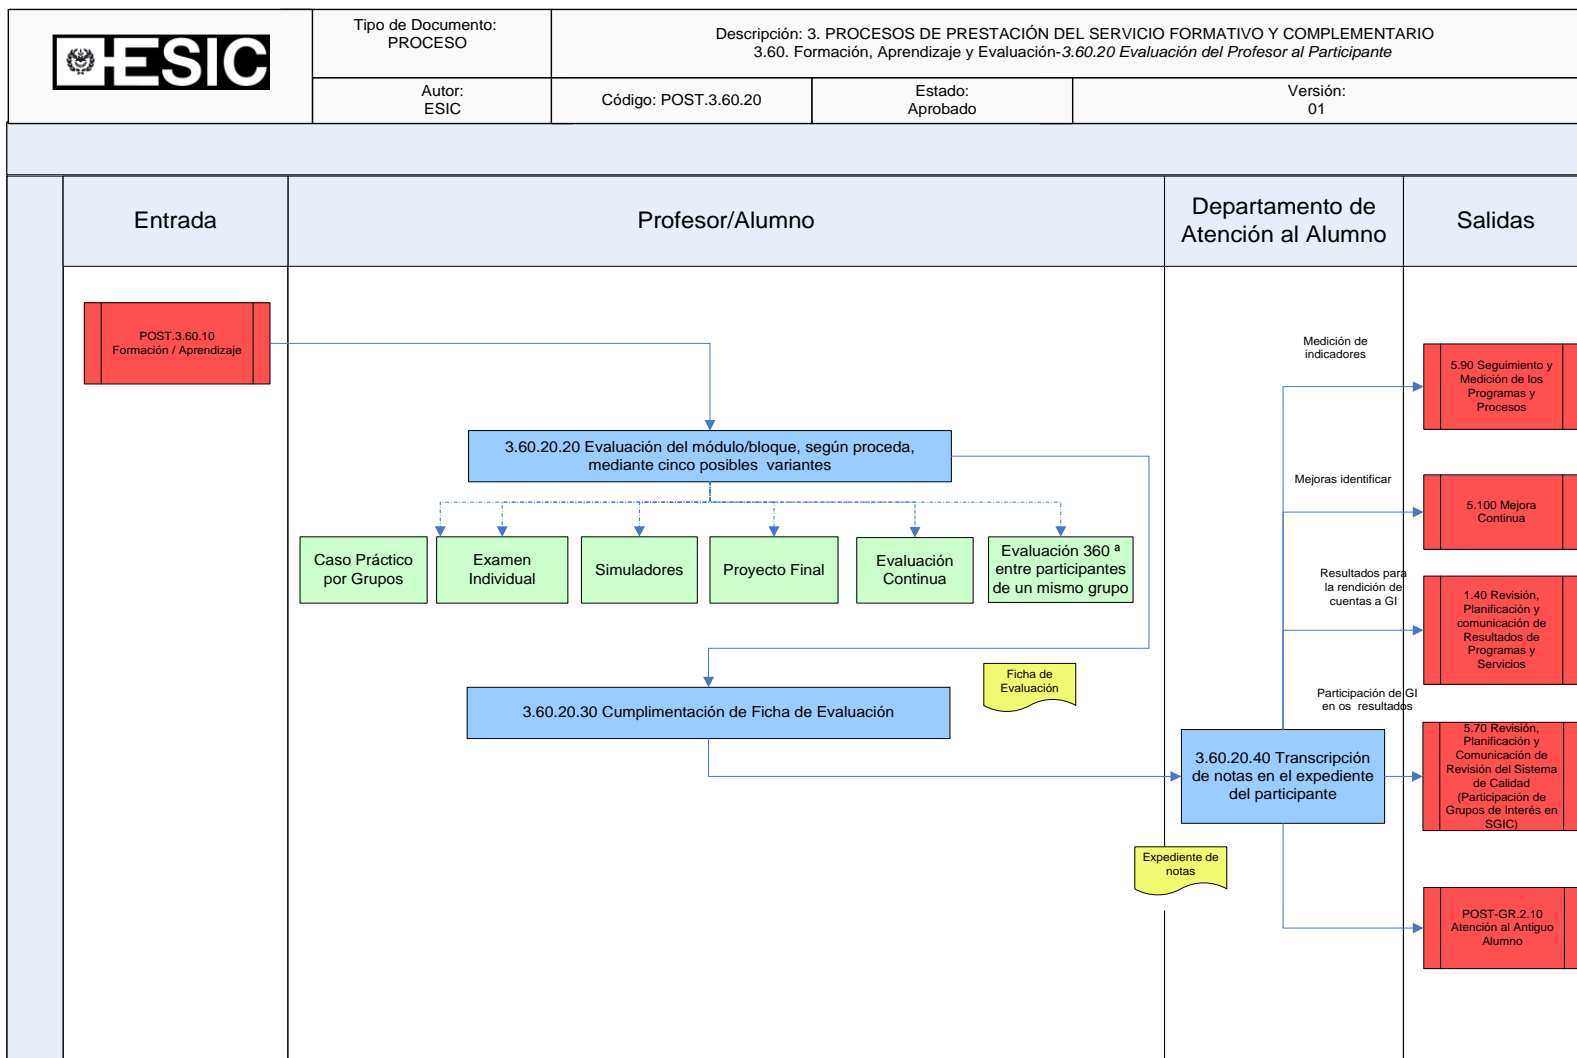 ESIC
Tipo de Documento:
PROCESO
Descripción: 3. PROCESOS DE PRESTACIÓN DEL SERVICIO FORMATIVO Y COMPLEMENTARIO
3.60. Formación, Aprendizaje y Evaluación-3.60.20 Evaluación del Profesor al Participante
Autor:
ESIC
Código: POST.3.60.20
Estado:
Aprobado
Versión:
01
Entrada
Profesor/Alumno
Departamento de
Atención al Alumno
Salidas
POST.3.60.10
Formación / Aprendizaje
3.60.20.20 Evaluación del módulo/bloque, según proceda,
mediante cinco posibles variantes
Caso Práctico
por Grupos
Examen
Individual
Simuladores
Proyecto Final
Evaluación
Continua
Evaluación 360 ª
entre participantes
de un mismo grupo
Ficha de
Evaluación
3.60.20.30 Cumplimentación de Ficha de Evaluación
3.60.20.40 Transcripción
de notas en el expediente
del participante
Expediente de
notas
Medición de
indicadores
5.90 Seguimiento y
Medición de los
Programas y
Procesos
Mejoras identificar
5.100 Mejora
Continua
Resultados para
la rendición de
cuentas a GI
1.40 Revisión,
Planificación y
comunicación de
Resultados de
Programas y
Servicios
Participación de GI
en os resultados
5.70 Revisión,
Planificación y
Comunicación de
Revisión del Sistema
de Calidad
(Participación de
Grupos de Interés en
SGIC)
POST-GR.2.10
Atención al Antiguo
Alumno